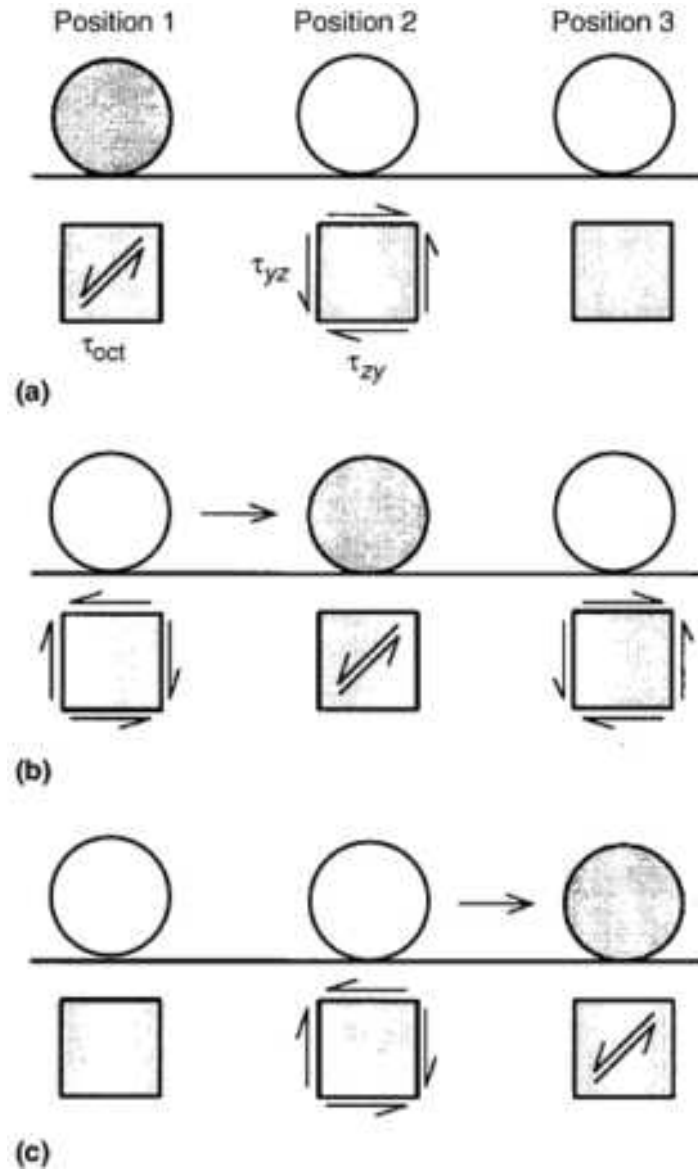 Position 1 Position 2 Position 3
τyz
τoct
τzy
(a)
(b)
(c)